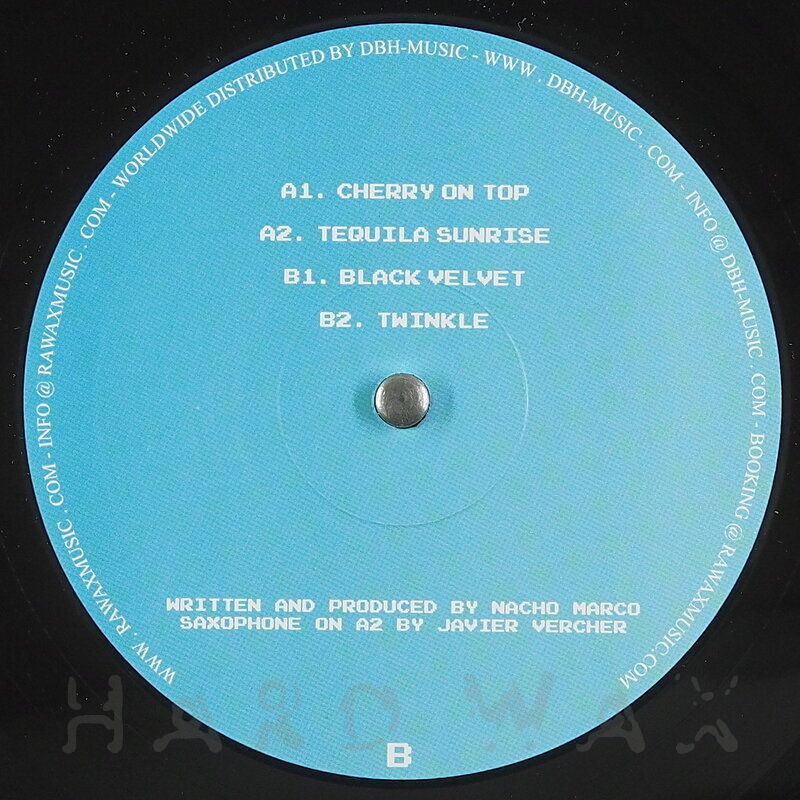 WWW . RAWAXMUSIC . COM - INFO @ RAWAXMUSIC . COM - WORLDWIDE DISTRIBUTED BY DBH-MUSIC - WWW . DBH-MUSIC . COM - INFO @ DBH-MUSIC . COM - BOOKING @ RAWAXMUSIC.COM
A1. CHERRY ON TOP
A2. TEQUILA SUNRISE
B1. BLACK VELVET
B2. TWINKLE
WRITTEN AND PRODUCED BY NACHO MARCO
SAXOPHONE ON A2 BY JAVIER VERCHER
HARD WAX
B